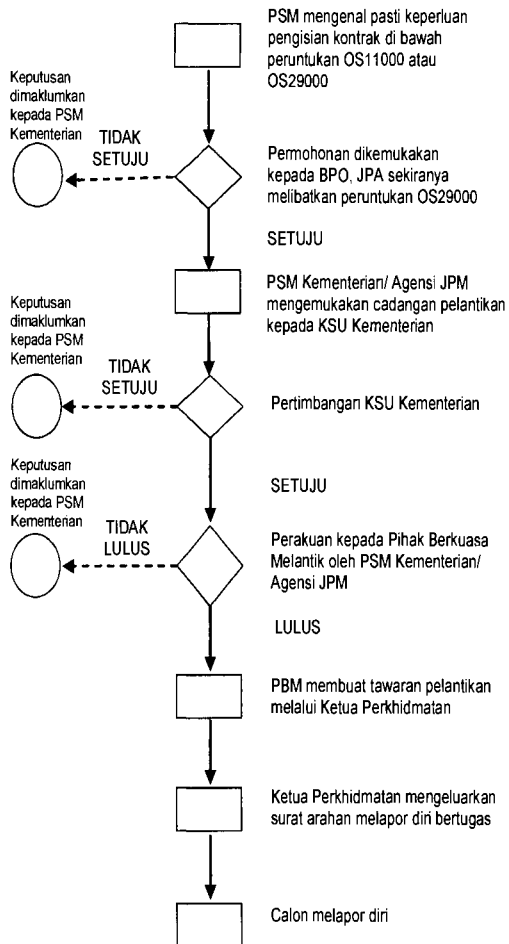 PSM mengenal pasti keperluan
pengisian kontrak di bawah
peruntukan OS11000 atau
OS29000
Keputusan
dimaklumkan
kepada PSM
Kementerian
TIDAK
SETUJU
Permohonan dikemukakan
kepada BPO, JPA sekiranya
melibatkan peruntukan OS29000
SETUJU
PSM Kementerian/ Agensi JPM
mengemukakan cadangan pelantikan
kepada KSU Kementerian
Keputusan
dimaklumkan
kepada PSM
Kementerian
TIDAK
SETUJU
Pertimbangan KSU Kementerian
SETUJU
Keputusan
dimaklumkan
kepada PSM
Kementerian
TIDAK
LULUS
Perakuan kepada Pihak Berkuasa
Melantik oleh PSM Kementerian/
Agensi JPM
LULUS
PBM membuat tawaran pelantikan
melalui Ketua Perkhidmatan
Ketua Perkhidmatan mengeluarkan
surat arahan melapor diri bertugas
Calon melapor diri